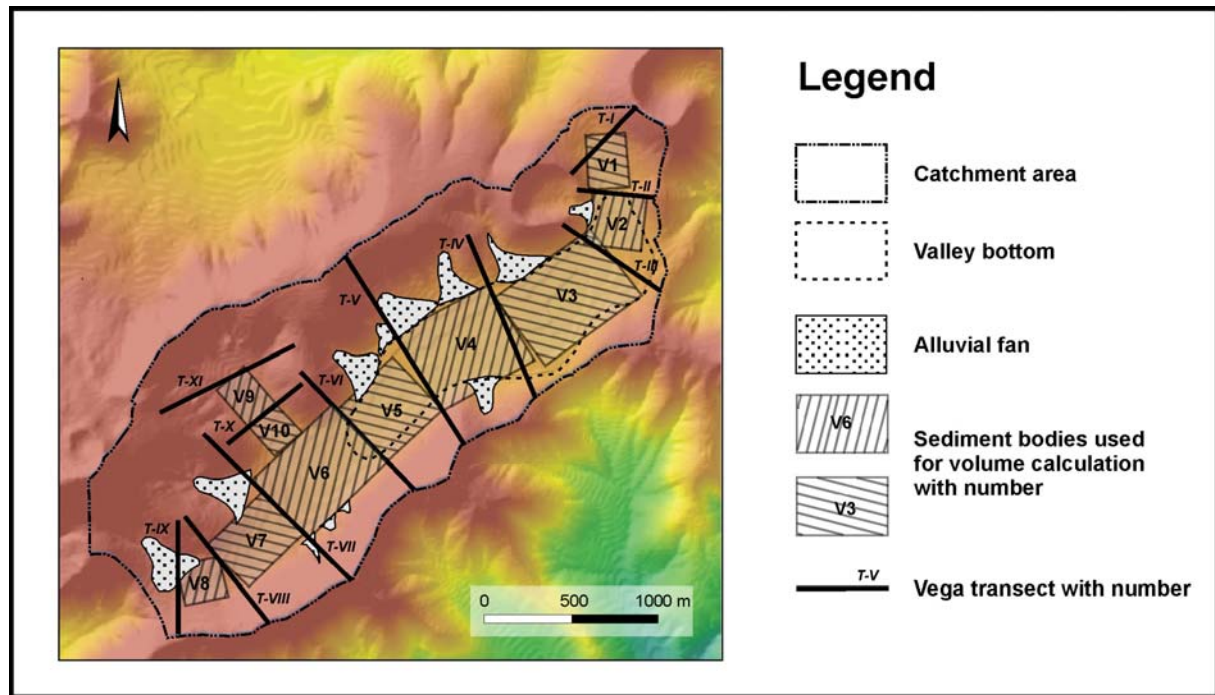 Legend
Catchment area
Valley bottom
Alluvial fan
V6
Sediment bodies used
for volume calculation
with number
V3
T-V
Vega transect with number
T-I
V1
T-II
V2
T-III
T-IV
V3
T-V
V4
T-VI
V5
T-XI
V9
T-X
V10
V6
T-IX
V7
T-VII
V8
T-VIII
0 500 1000 m